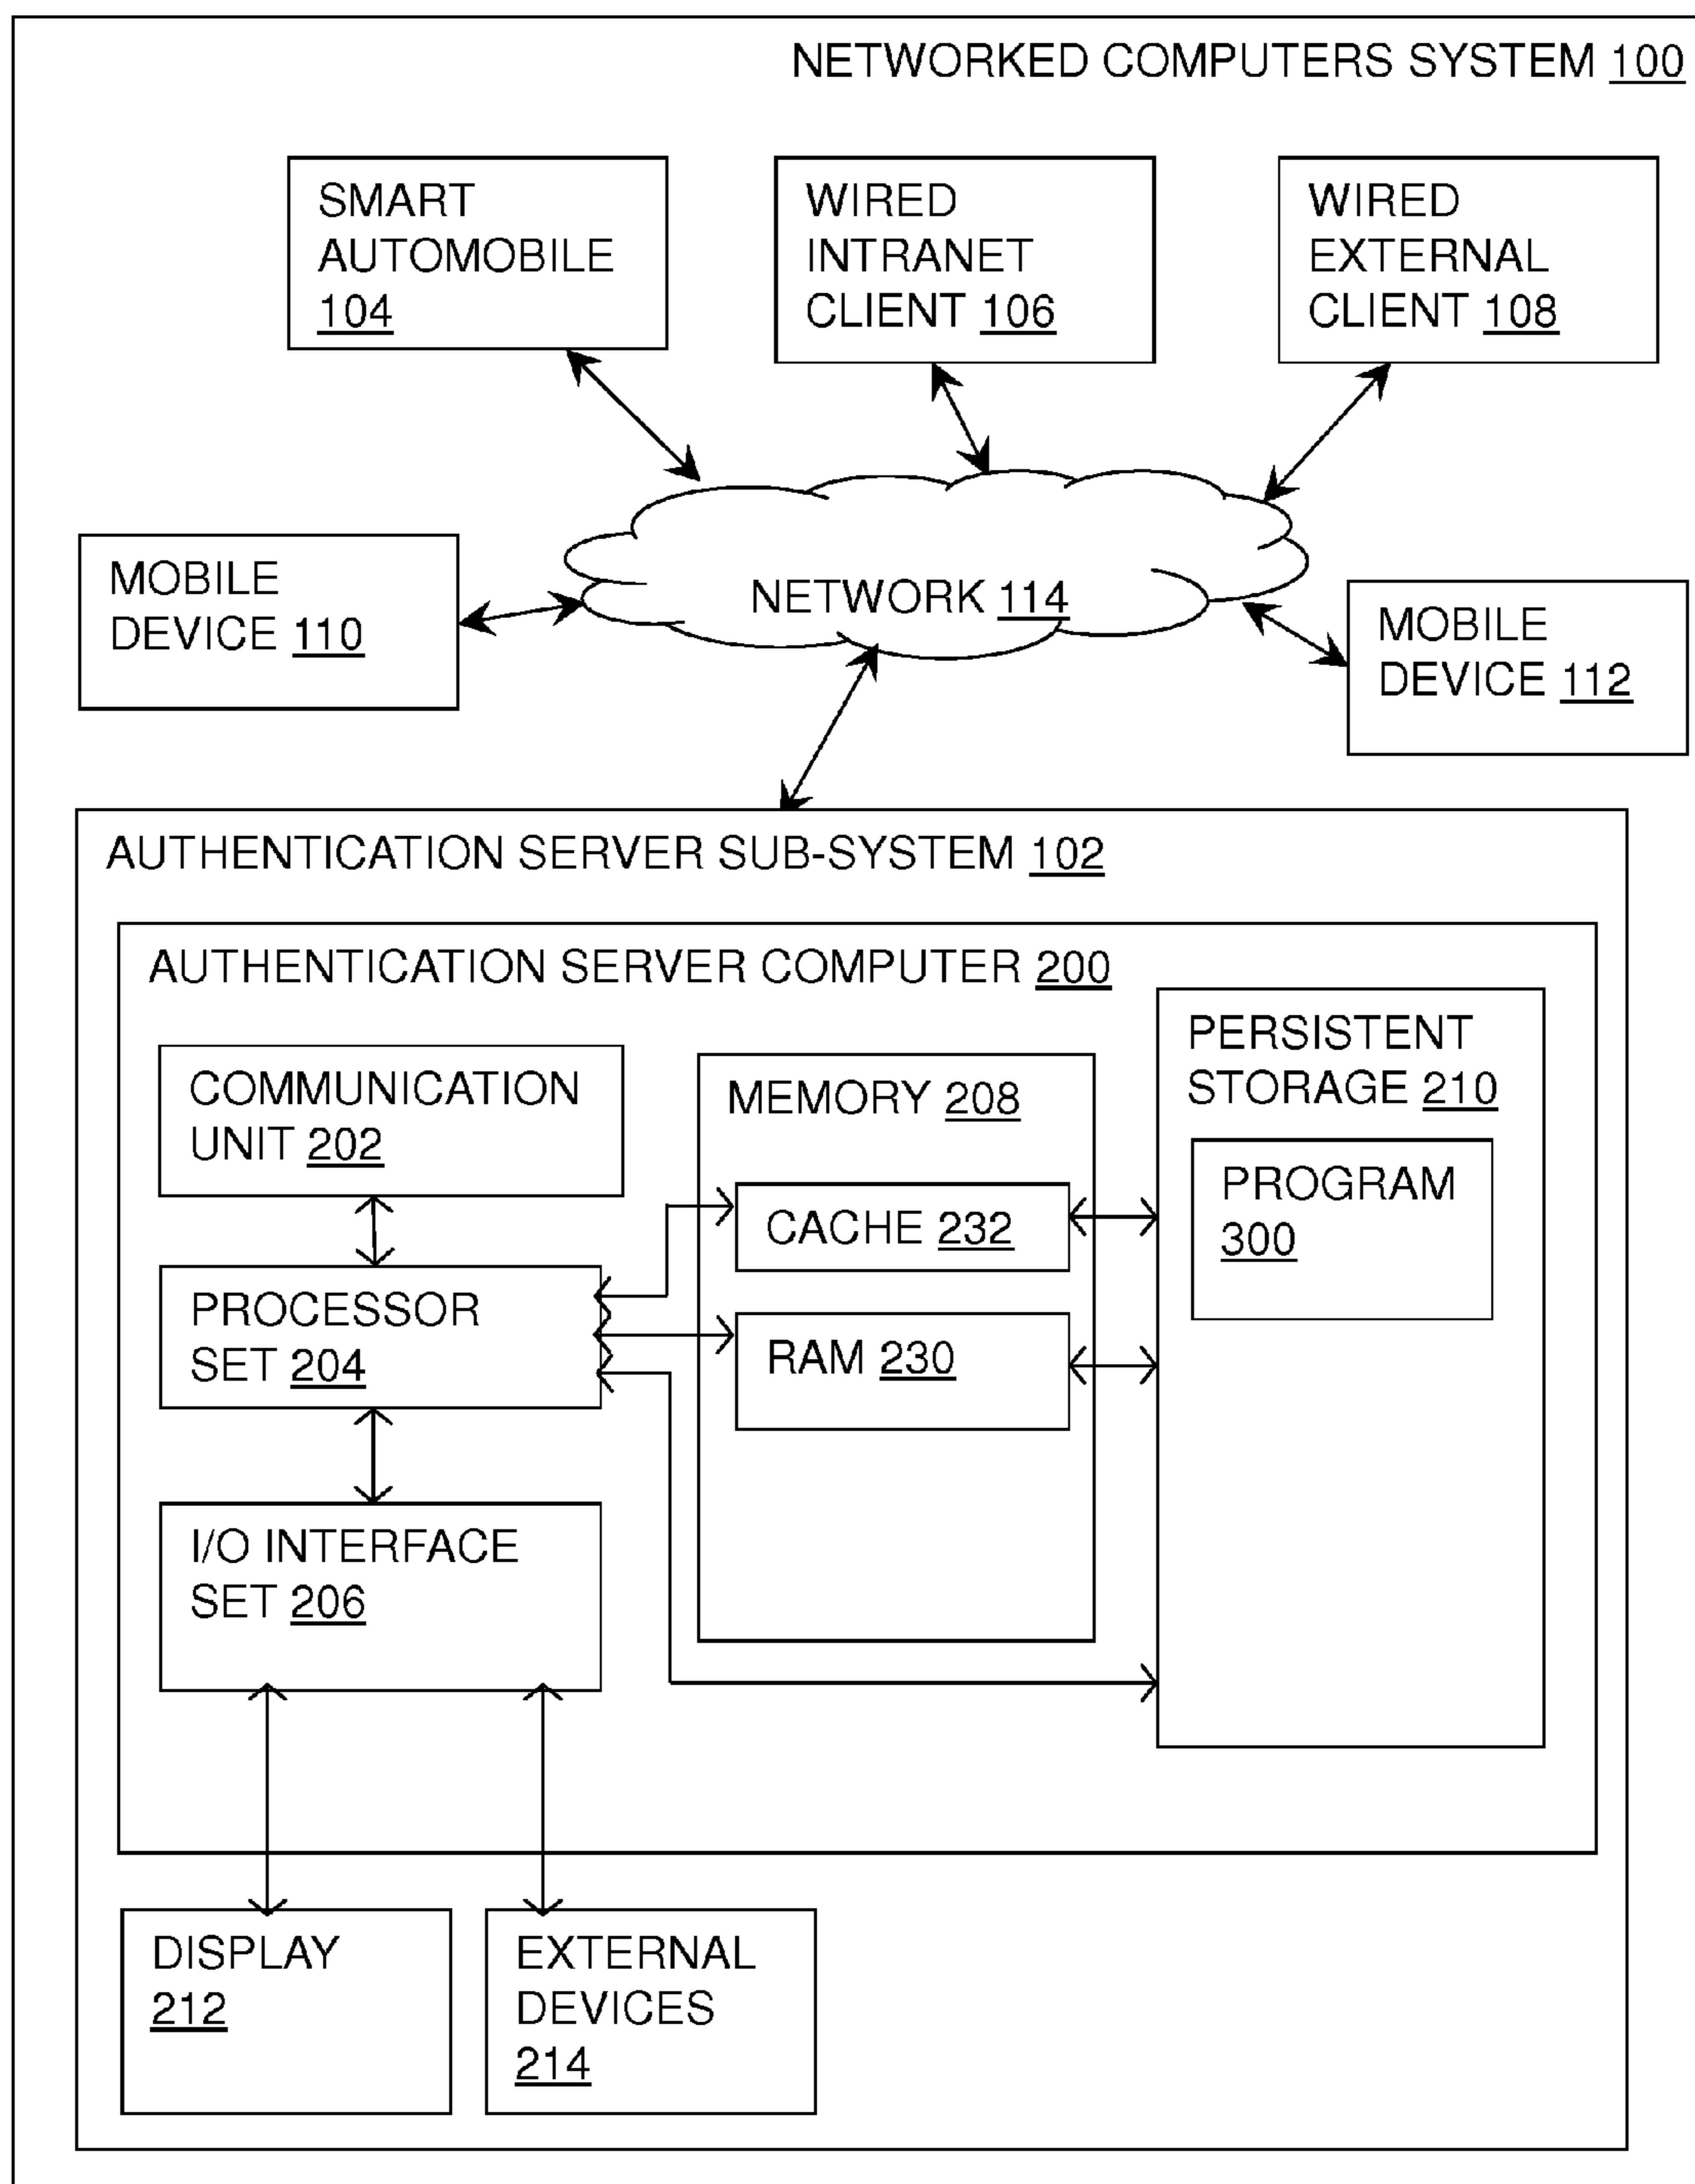 NETWORKED COMPUTERS SYSTEM 100
SMART
AUTOMOBILE
104
WIRED
INTRANET
CLIENT 106
WIRED
EXTERNAL
CLIENT 108
MOBILE
DEVICE 110
NETWORK 114
MOBILE
DEVICE 112
AUTHENTICATION SERVER SUB-SYSTEM 102
AUTHENTICATION SERVER COMPUTER 200
COMMUNICATION
UNIT 202
MEMORY 208
PERSISTENT
STORAGE 210
PROGRAM
300
CACHE 232
PROCESSOR
SET 204
RAM 230
I/O INTERFACE
SET 206
DISPLAY
212
EXTERNAL
DEVICES
214